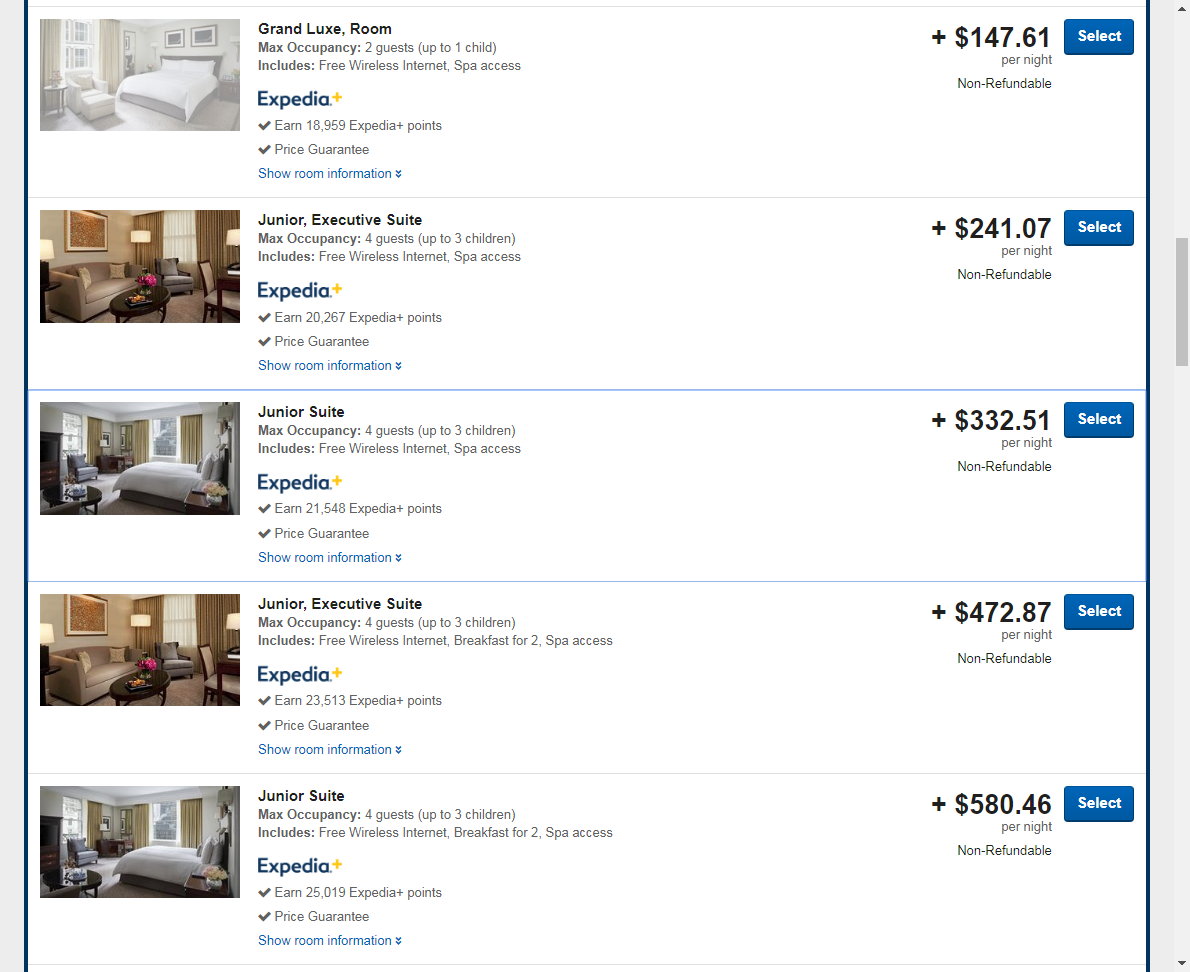 Grand Luxe, Room
Max Occupancy: 2 guests (up to 1 child)
Includes: Free Wireless Internet, Spa access
Expedia+
Earn 18,959 Expedia+ points
Price Guarantee
Show room information
+ $147.61
per night
Non-Refundable
Select
Junior, Executive Suite
Max Occupancy: 4 guests (up to 3 children)
Includes: Free Wireless Internet, Spa access
Expedia+
Earn 20,267 Expedia+ points
Price Guarantee
Show room information
+ $241.07
per night
Non-Refundable
Select
Junior Suite
Max Occupancy: 4 guests (up to 3 children)
Includes: Free Wireless Internet, Spa access
Expedia+
Earn 21,548 Expedia+ points
Price Guarantee
Show room information
+ $332.51
per night
Non-Refundable
Select
Junior, Executive Suite
Max Occupancy: 4 guests (up to 3 children)
Includes: Free Wireless Internet, Breakfast for 2, Spa access
Expedia+
Earn 23,513 Expedia+ points
Price Guarantee
Show room information
+ $472.87
per night
Non-Refundable
Select
Junior Suite
Max Occupancy: 4 guests (up to 3 children)
Includes: Free Wireless Internet, Breakfast for 2, Spa access
Expedia+
Earn 25,019 Expedia+ points
Price Guarantee
Show room information
+ $580.46
per night
Non-Refundable
Select